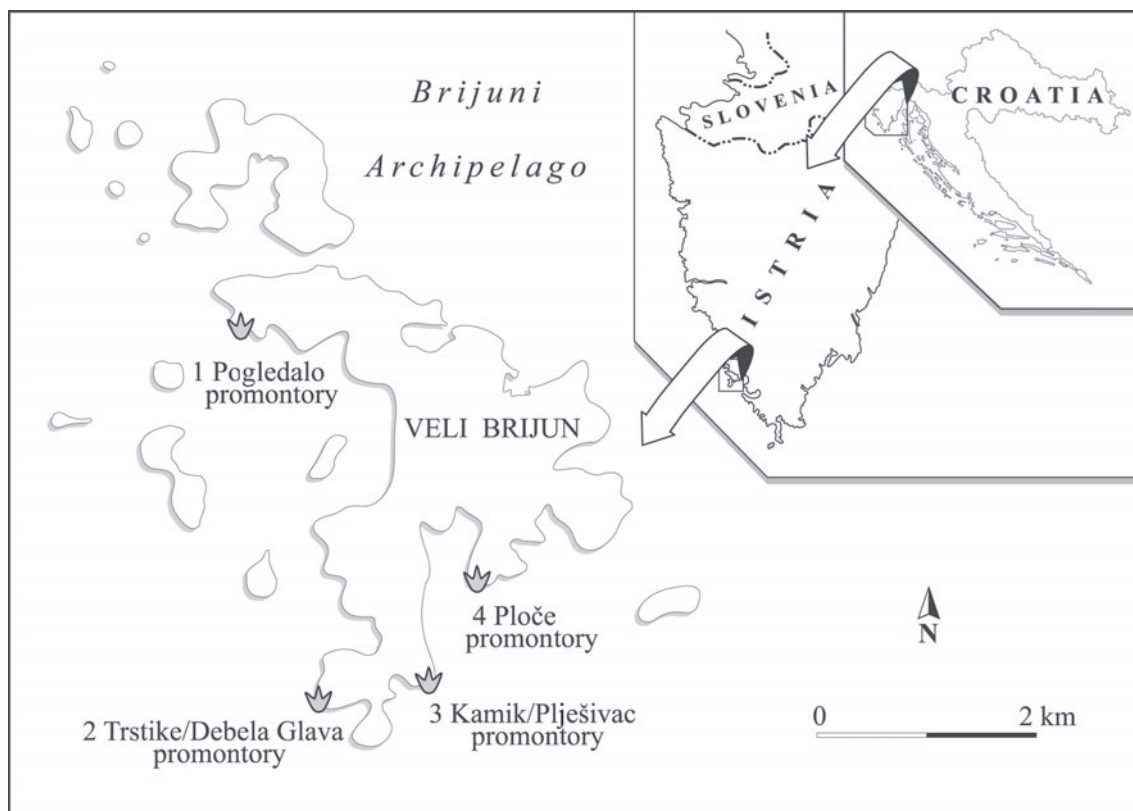 Brijuni
Archipelago
SLOVENIA
CROATIA
ISTRIA
1 Pogledalo
promontory
VELI BRIJUN
4 Ploče
promontory
N
2 Trstike/Debela Glava
promontory
3 Kamik/Plješivac
promontory
0 2 km